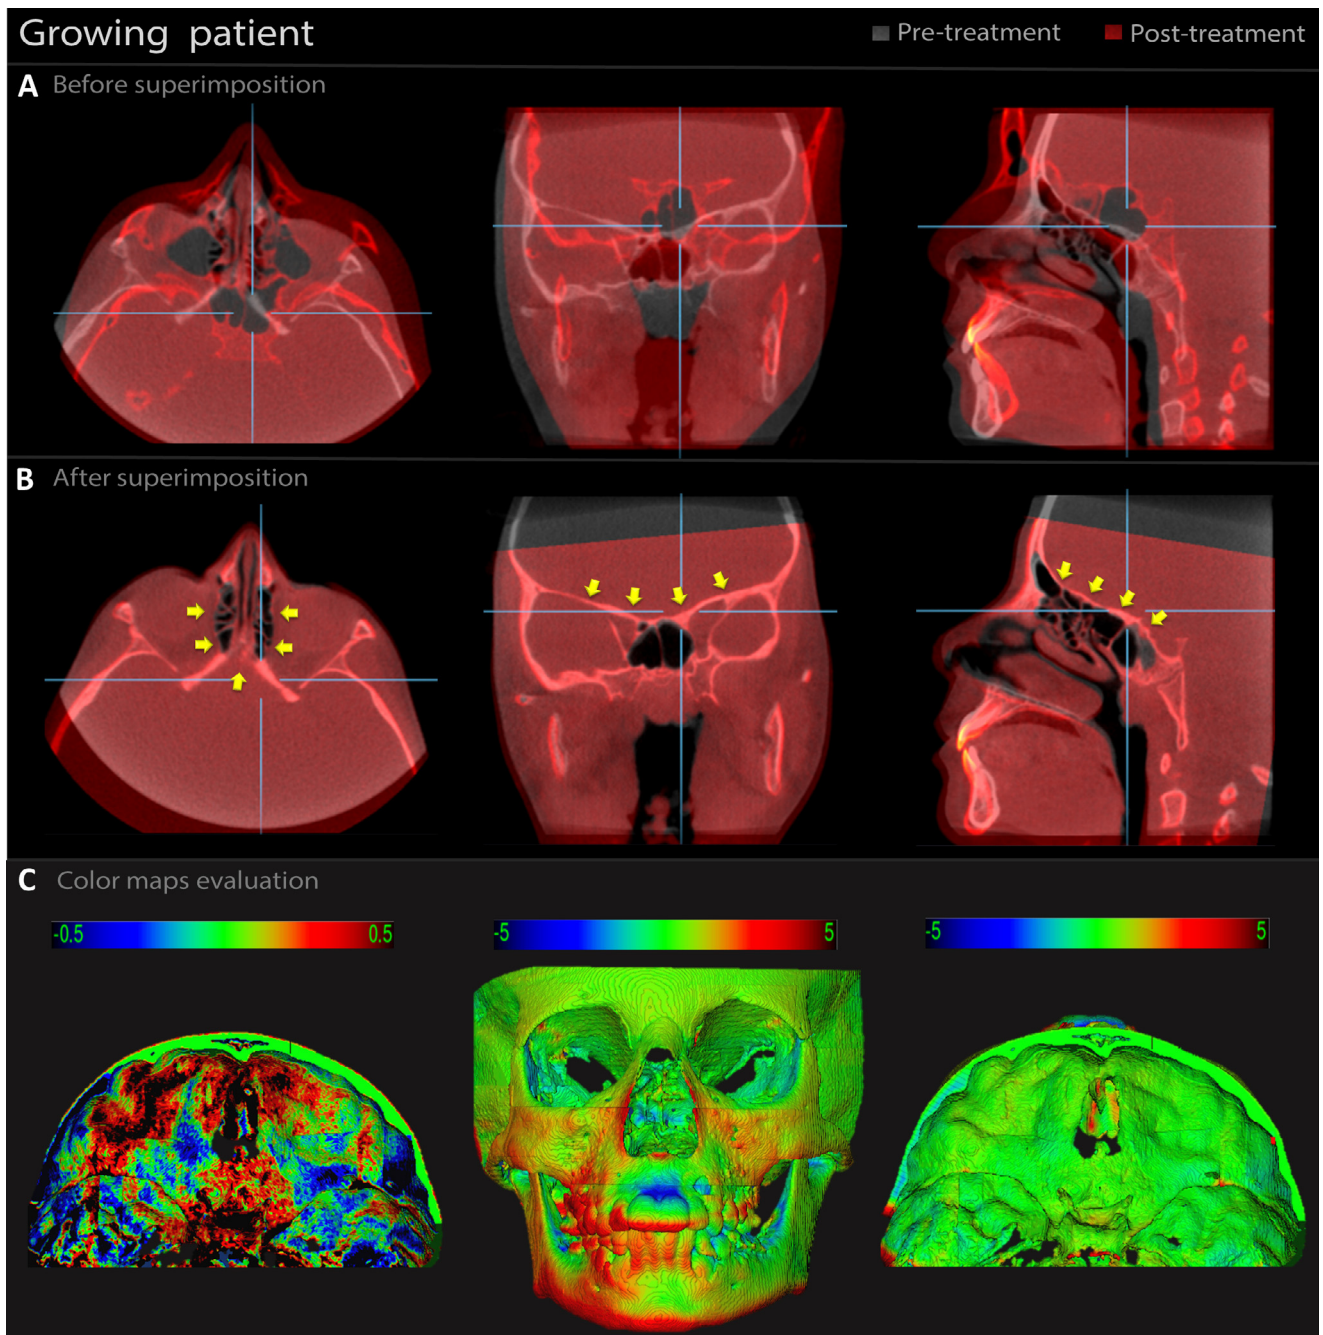 Growing patient
Pre-treatment
Post-treatment
A Before superimposition
B After superimposition
C Color maps evaluation
-0.5 0.5
-5 5
-5 5